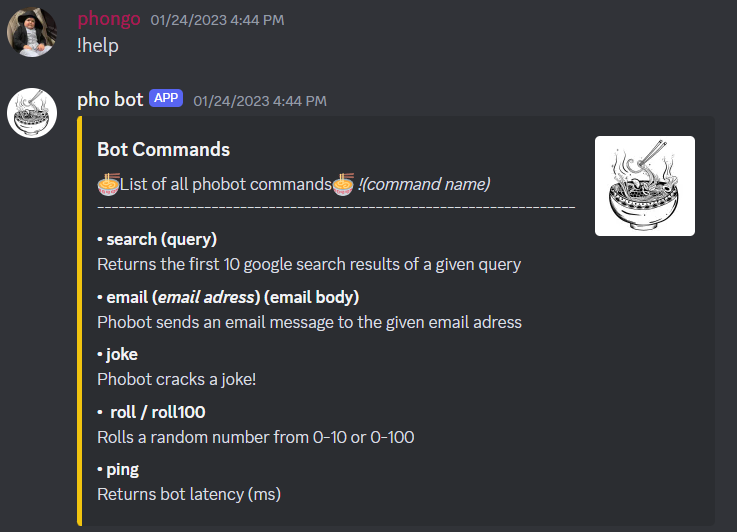 phongo 01/24/2023 4:44 PM
!help
pho bot APP 01/24/2023 4:44 PM
Bot Commands
🍜List of all phobot commands🍜 !(command name)
--------------------------------------------------------------------------------
• search (query)
Returns the first 10 google search results of a given query
• email (email adress) (email body)
Phobot sends an email message to the given email adress
• joke
Phobot cracks a joke!
• roll / roll100
Rolls a random number from 0-10 or 0-100
• ping
Returns bot latency (ms)